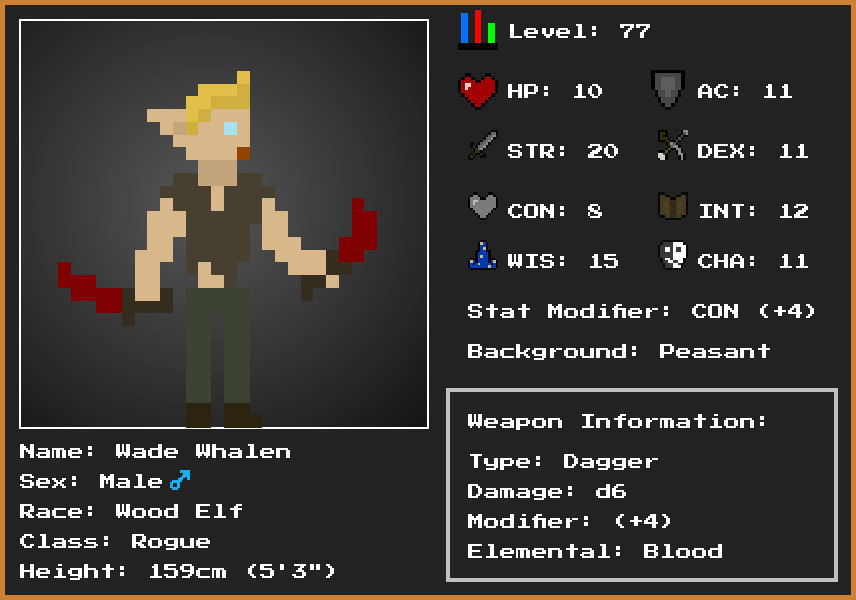 Level: 77
HP: 10
AC: 11
STR: 20
DEX: 11
CON: 8
INT: 12
WIS: 15
CHA: 11
Stat Modifier: CON (+4)
Background: Peasant
Weapon Information:
Type: Dagger
Damage: d6
Modifier: (+4)
Elemental: Blood
Name: Wade Whalen
Sex: Male ♂
Race: Wood Elf
Class: Rogue
Height: 159cm (5'3")